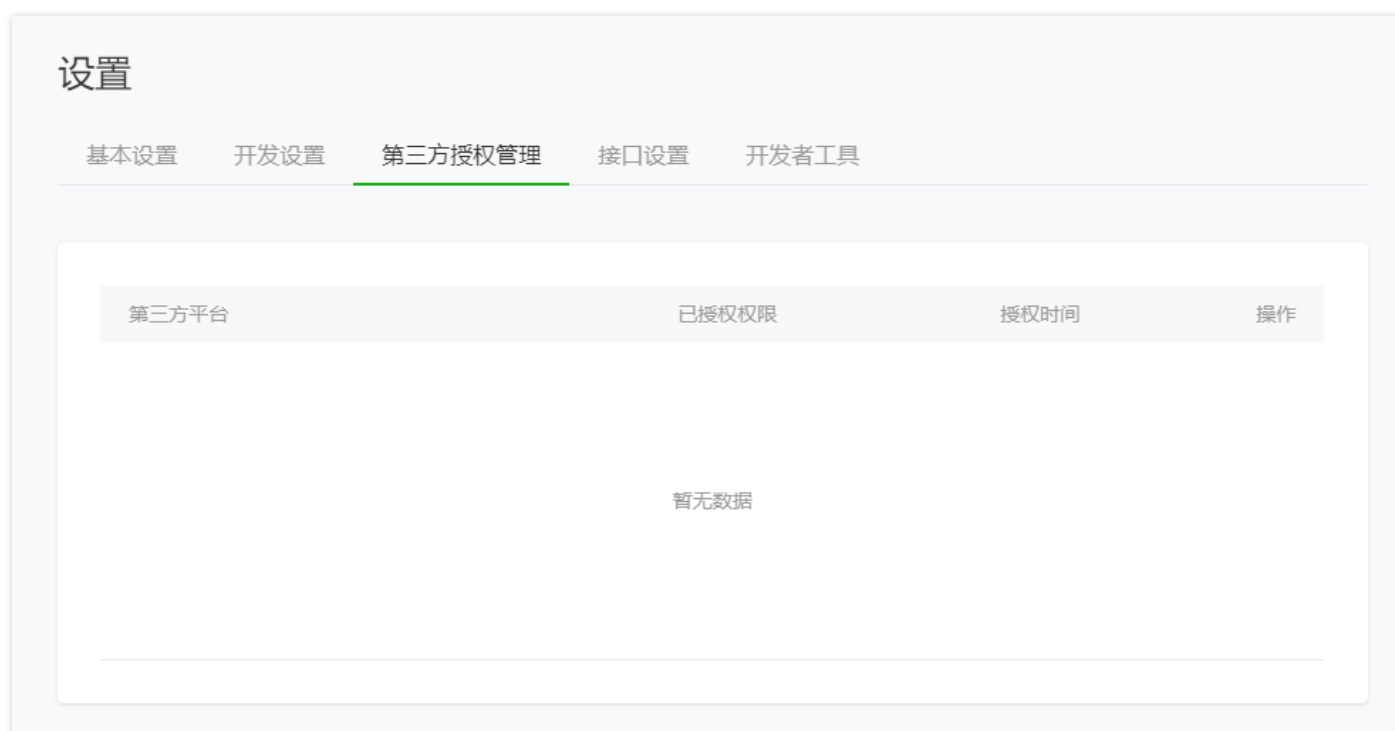 设置
基本设置 开发设置 第三方授权管理 接口设置 开发者工具
第三方平台 已授权权限 授权时间 操作
暂无数据